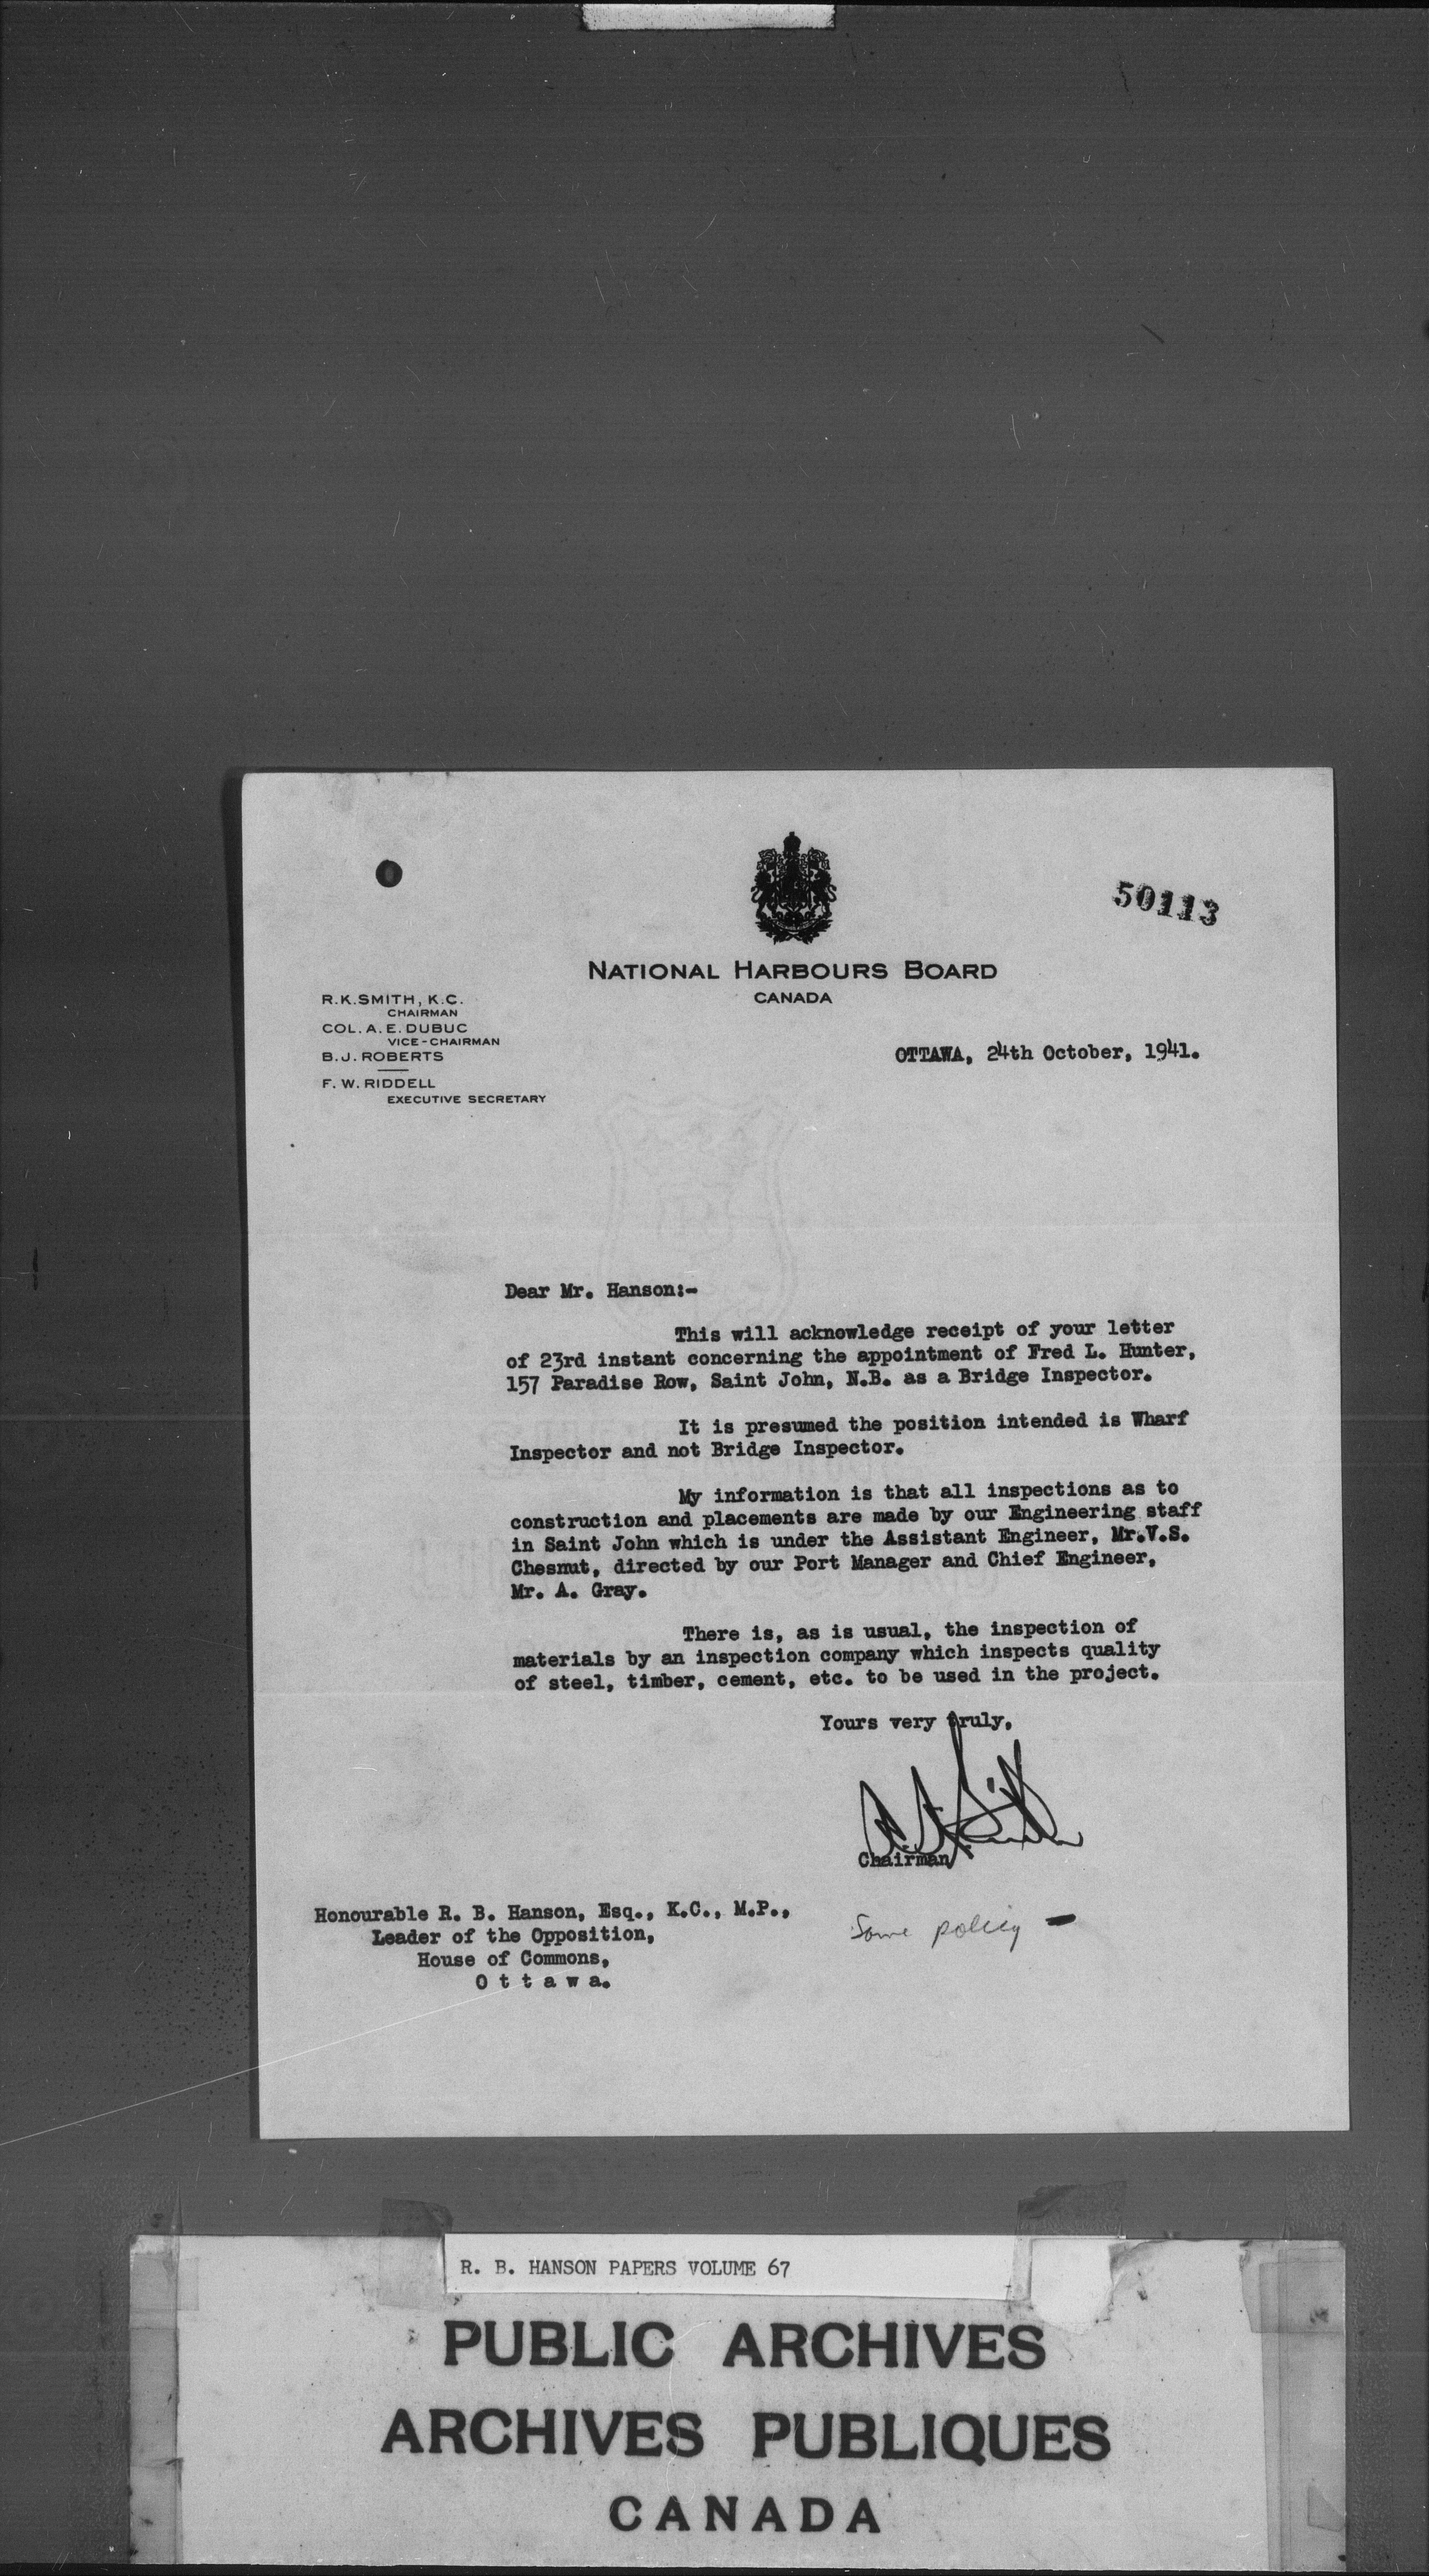 50113
NATIONAL HARBOURS BOARD
CANADA
R.K.SMITH, K.C.
CHAIRMAN
COL. A. E. DUBUC
VICE-CHAIRMAN
B. J. ROBERTS
F. W. RIDDELL
EXECUTIVE SECRETARY
OTTAWA, 24th October, 1941.
Dear Mr. Hanson:-
This will acknowledge receipt of your letter
of 23rd instant concerning the appointment of Fred L. Hunter,
157 Paradise Row, Saint John, N.B. as a Bridge Inspector.
It is presumed the position intended is Wharf
Inspector and not Bridge Inspector.
My information is that all inspections as to
construction and placements are made by our Engineering staff
in Saint John which is under the Assistant Engineer, Mr.V.S.
Chesnut, directed by our Port Manager and Chief Engineer,
Mr. A. Gray.
There is, as is usual, the inspection of
materials by an inspection company which inspects quality
of steel, timber, cement, etc. to be used in the project.
Yours very truly,
R.K.Smith
Chairman.
Honourable R. B. Hanson, Esq., K.C., M.P.,
Leader of the Opposition,
House of Commons,
O t t a w a.
Some policy -
R. B. HANSON PAPERS VOLUME 67
PUBLIC ARCHIVES
ARCHIVES PUBLIQUES
CANADA